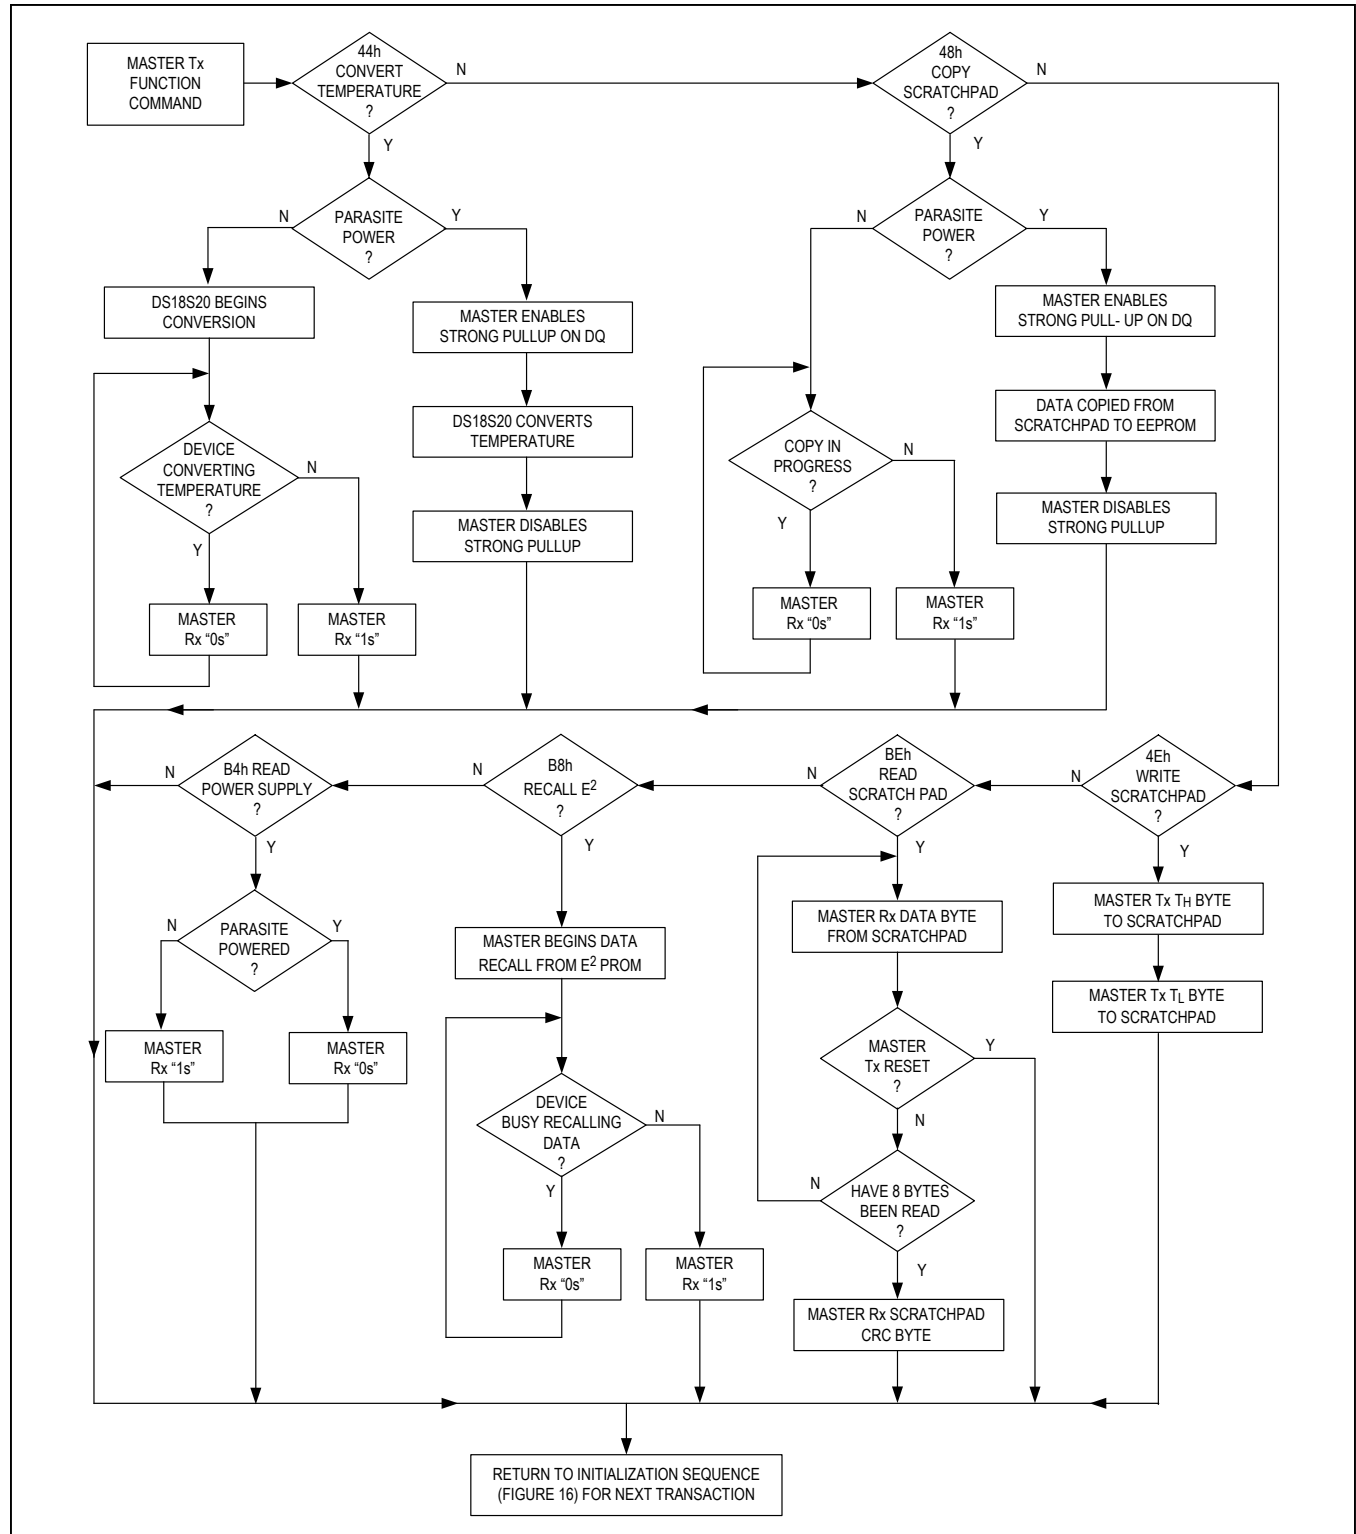 MASTER Tx
FUNCTION
COMMAND
44h
CONVERT
TEMPERATURE
?
N
Y
48h
COPY
SCRATCHPAD
?
N
Y
PARASITE
POWER
?
N
Y
PARASITE
POWER
?
N
Y
DS18S20 BEGINS
CONVERSION
MASTER ENABLES
STRONG PULLUP ON DQ
MASTER ENABLES
STRONG PULL- UP ON DQ
DS18S20 CONVERTS
TEMPERATURE
DATA COPIED FROM
SCRATCHPAD TO EEPROM
DEVICE
CONVERTING
TEMPERATURE
?
N
Y
COPY IN
PROGRESS
?
N
Y
MASTER DISABLES
STRONG PULLUP
MASTER DISABLES
STRONG PULLUP
MASTER
Rx “0s”
MASTER
Rx “1s”
MASTER
Rx “0s”
MASTER
Rx “1s”
B4h READ
POWER SUPPLY
?
N
Y
B8h
RECALL E2
?
N
Y
BEh
READ
SCRATCH PAD
?
N
Y
4Eh
WRITE
SCRATCHPAD
?
N
Y
PARASITE
POWERED
?
N
Y
MASTER BEGINS DATA
RECALL FROM E2 PROM
MASTER Rx DATA BYTE
FROM SCRATCHPAD
MASTER Tx TH BYTE
TO SCRATCHPAD
MASTER Tx TL BYTE
TO SCRATCHPAD
MASTER
Rx “1s”
MASTER
Rx “0s”
MASTER
Tx RESET
?
Y
N
DEVICE
BUSY RECALLING
DATA
?
N
Y
HAVE 8 BYTES
BEEN READ
?
N
Y
MASTER
Rx “0s”
MASTER
Rx “1s”
MASTER Rx SCRATCHPAD
CRC BYTE
RETURN TO INITIALIZATION SEQUENCE
(FIGURE 16) FOR NEXT TRANSACTION